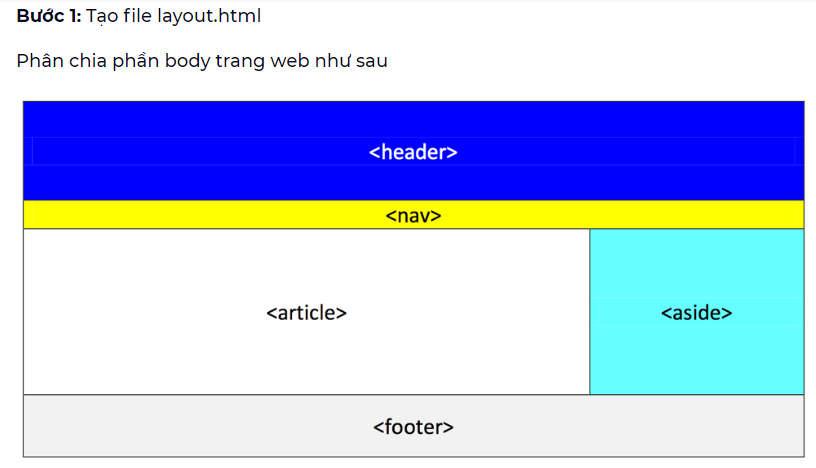 Bước 1: Tạo file layout.html
Phân chia phần body trang web như sau
<header>
<nav>
<article>
<aside>
<footer>